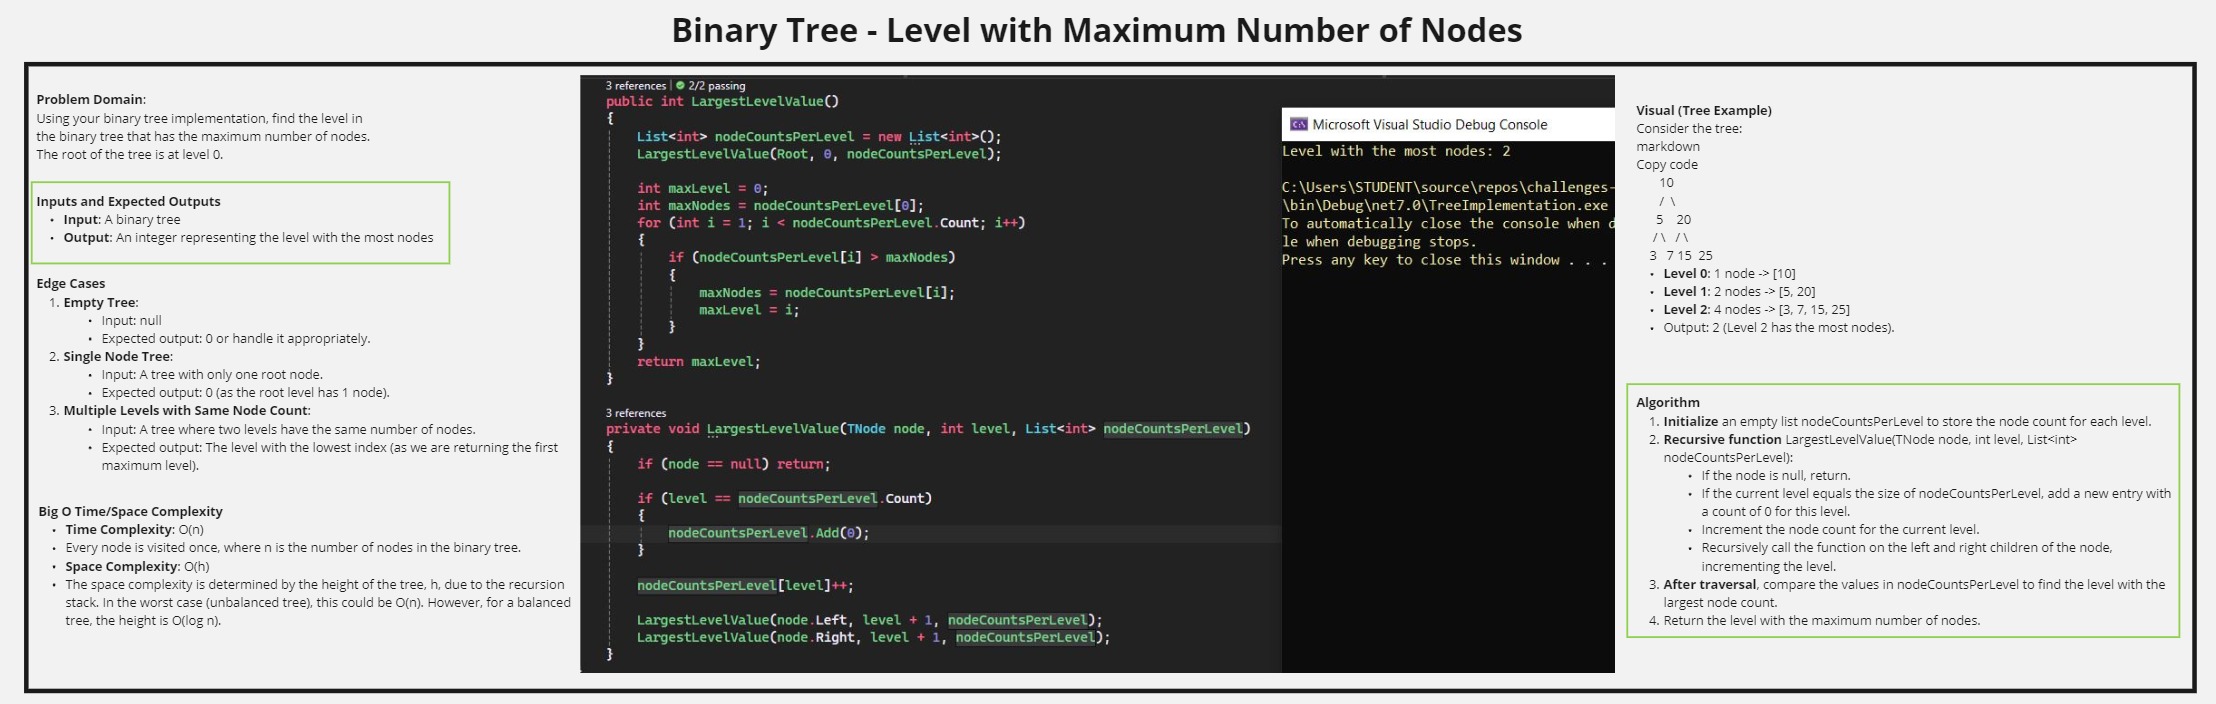 Binary Tree - Level with Maximum Number of Nodes
Problem Domain:
Using your binary tree implementation, find the level in
the binary tree that has the maximum number of nodes.
The root of the tree is at level 0.
Inputs and Expected Outputs
• Input: A binary tree
• Output: An integer representing the level with the most nodes
Edge Cases
1. Empty Tree:
• Input: null
• Expected output: 0 or handle it appropriately.
2. Single Node Tree:
• Input: A tree with only one root node.
• Expected output: 0 (as the root level has 1 node).
3. Multiple Levels with Same Node Count:
• Input: A tree where two levels have the same number of nodes.
• Expected output: The level with the lowest index (as we are returning the first
maximum level).
Big O Time/Space Complexity
• Time Complexity: O(n)
• Every node is visited once, where n is the number of nodes in the binary tree.
• Space Complexity: O(h)
• The space complexity is determined by the height of the tree, h, due to the recursion
stack. In the worst case (unbalanced tree), this could be O(n). However, for a balanced
tree, the height is O(log n).
3 references | 2/2 passing
public int LargestLevelValue()
{
List<int> nodeCountsPerLevel = new List<int>();
LargestLevelValue(Root, 0, nodeCountsPerLevel);
int maxLevel = 0;
int maxNodes = nodeCountsPerLevel[0];
for (int i = 1; i < nodeCountsPerLevel.Count; i++)
{
if (nodeCountsPerLevel[i] > maxNodes)
{
maxNodes = nodeCountsPerLevel[i];
maxLevel = i;
}
}
return maxLevel;
}
3 references
private void LargestLevelValue(TNode node, int level, List<int> nodeCountsPerLevel)
{
if (node == null) return;
if (level == nodeCountsPerLevel.Count)
{
nodeCountsPerLevel.Add(0);
}
nodeCountsPerLevel[level]++;
LargestLevelValue(node.Left, level + 1, nodeCountsPerLevel);
LargestLevelValue(node.Right, level + 1, nodeCountsPerLevel);
}
Microsoft Visual Studio Debug Console
Level with the most nodes: 2
C:\Users\STUDENT\source\repos\challenges-
\bin\Debug\net7.0\TreeImplementation.exe
To automatically close the console when d
le when debugging stops.
Press any key to close this window . . .
Visual (Tree Example)
Consider the tree:
markdown
Copy code
10
/ \
5 20
/ \ / \
3 7 15 25
• Level 0: 1 node -> [10]
• Level 1: 2 nodes -> [5, 20]
• Level 2: 4 nodes -> [3, 7, 15, 25]
• Output: 2 (Level 2 has the most nodes).
Algorithm
1. Initialize an empty list nodeCountsPerLevel to store the node count for each level.
2. Recursive function LargestLevelValue(TNode node, int level, List<int>
nodeCountsPerLevel):
• If the node is null, return.
• If the current level equals the size of nodeCountsPerLevel, add a new entry with
a count of 0 for this level.
• Increment the node count for the current level.
• Recursively call the function on the left and right children of the node,
incrementing the level.
3. After traversal, compare the values in nodeCountsPerLevel to find the level with the
largest node count.
4. Return the level with the maximum number of nodes.